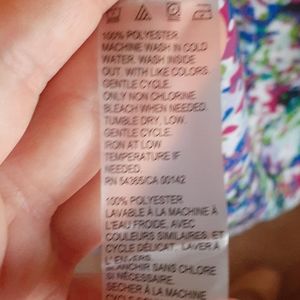 100% POLYESTER
MACHINE WASH IN COLD
WATER. WASH INSIDE
OUT. WITH LIKE COLORS.
GENTLE CYCLE.
ONLY NON CHLORINE
BLEACH WHEN NEEDED.
TUMBLE DRY, LOW.
GENTLE CYCLE.
IRON AT LOW
TEMPERATURE IF
NEEDED.
RN 54365/CA 00142
100% POLYESTER
LAVABLE À LA MACHINE À
L'EAU FROIDE, AVEC
COULEURS SIMILAIRES, ET
CYCLE DÉLICAT, LAVER À
L'ENVERS
BLANCHIR SANS CHLORE
SI NÉCESSAIRE.
SÉCHER À LA MACHINE